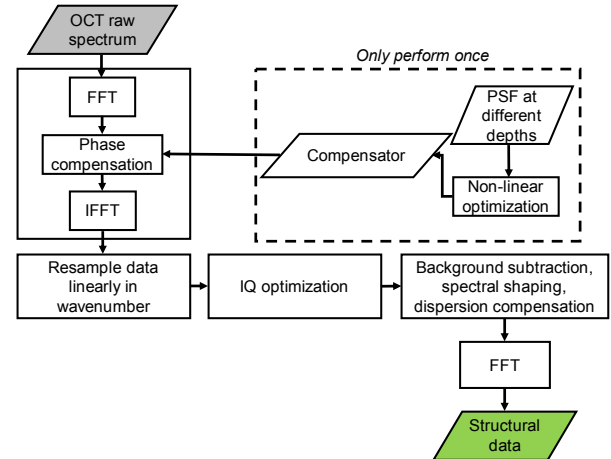 OCT raw
spectrum
Only perform once
FFT
Phase
compensation
IFFT
Compensator
PSF at
different
depths
Non-linear
optimization
Resample data
linearly in
wavenumber
IQ optimization
Background subtraction,
spectral shaping,
dispersion compensation
FFT
Structural
data